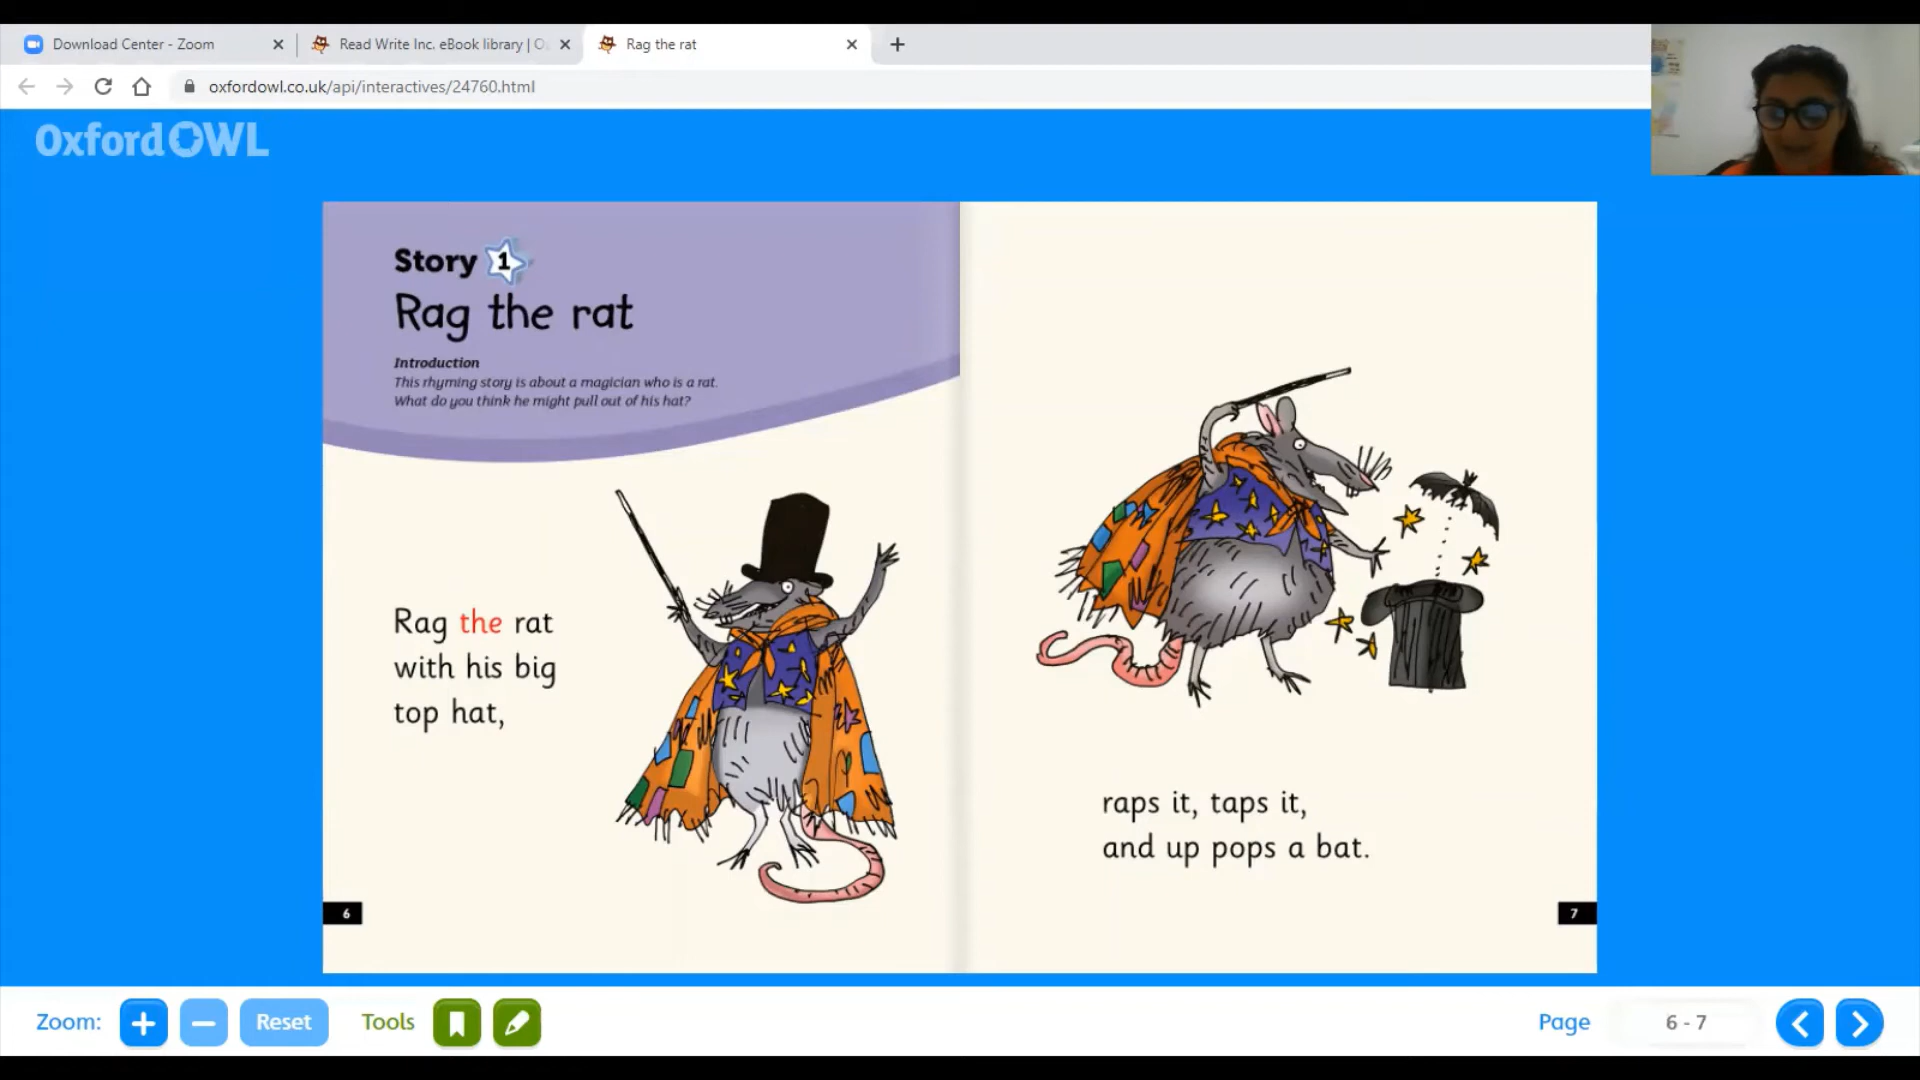 Download Center - Zoom
Read Write Inc. eBook library | O
Rag the rat
oxfordowl.co.uk/api/interactives/24760.html
Oxford OWL
Story 1
Rag the rat
Introduction
This rhyming story is about a magician who is a rat.
What do you think he might pull out of his hat?
Rag the rat
with his big
top hat,
6
raps it, taps it,
and up pops a bat.
7
Zoom:
Reset
Tools
Page
6 - 7